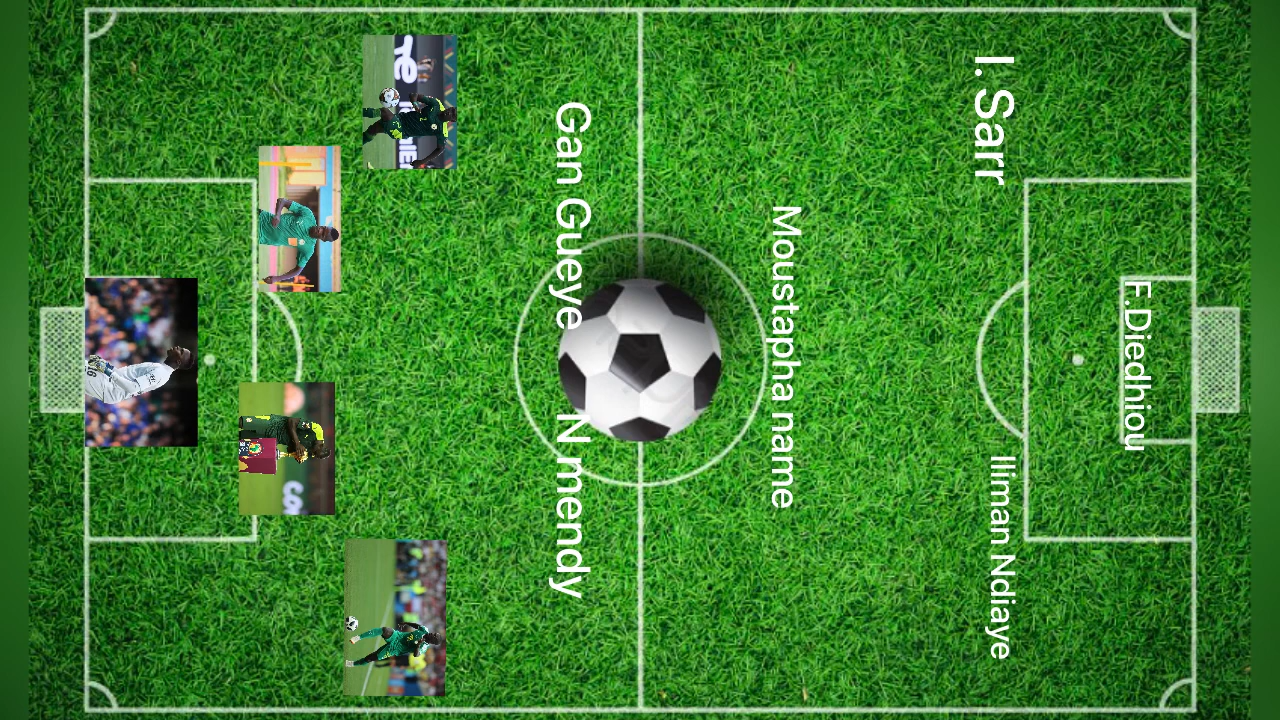 F.Diedhiou
I. Sarr
Iliman Ndiaye
Moustapha name
Gan Gueye
N mendy